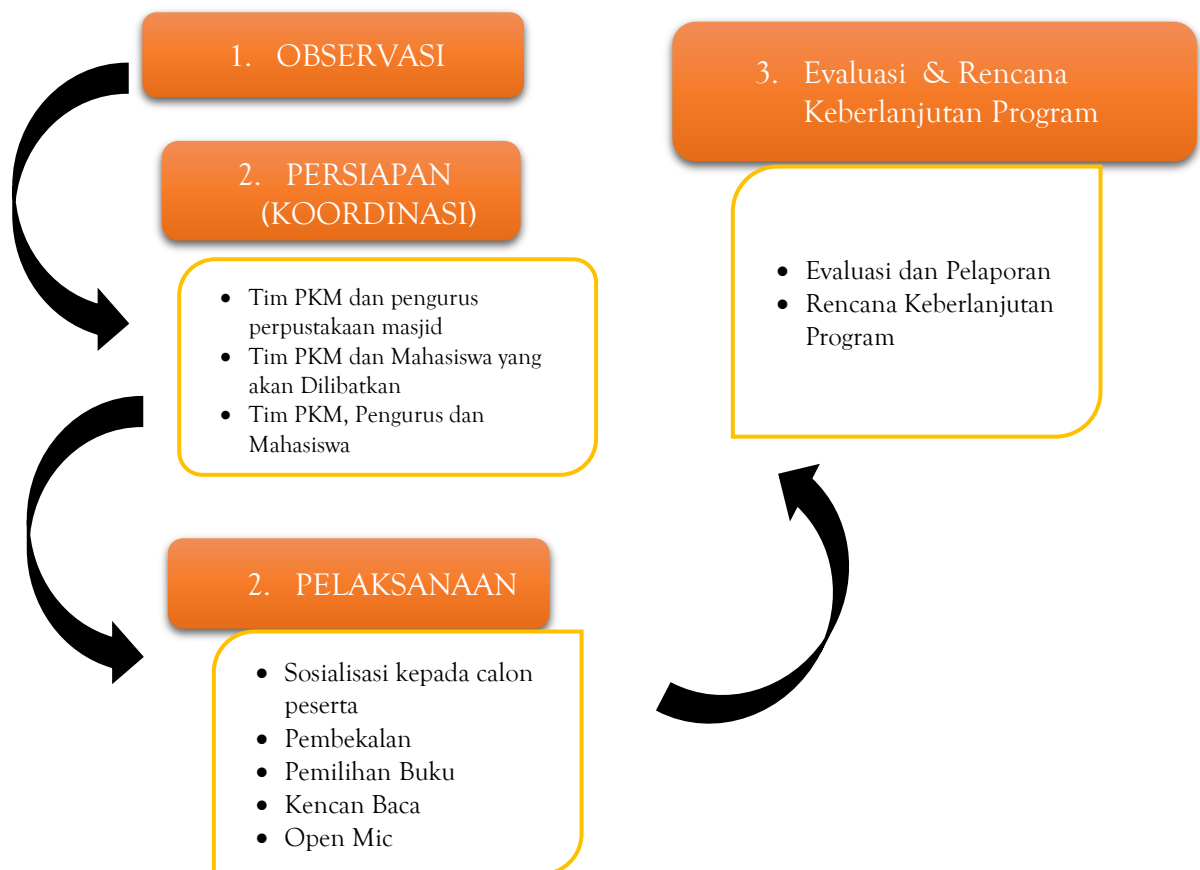 1. OBSERVASI
2. PERSIAPAN
(KOORDINASI)
• Tim PKM dan pengurus
perpustakaan masjid
• Tim PKM dan Mahasiswa yang
akan Dilibatkan
• Tim PKM, Pengurus dan
Mahasiswa
2. PELAKSANAAN
• Sosialisasi kepada calon
peserta
• Pembekalan
• Pemilihan Buku
• Kencan Baca
• Open Mic
3. Evaluasi & Rencana
Keberlanjutan Program
• Evaluasi dan Pelaporan
• Rencana Keberlanjutan
Program